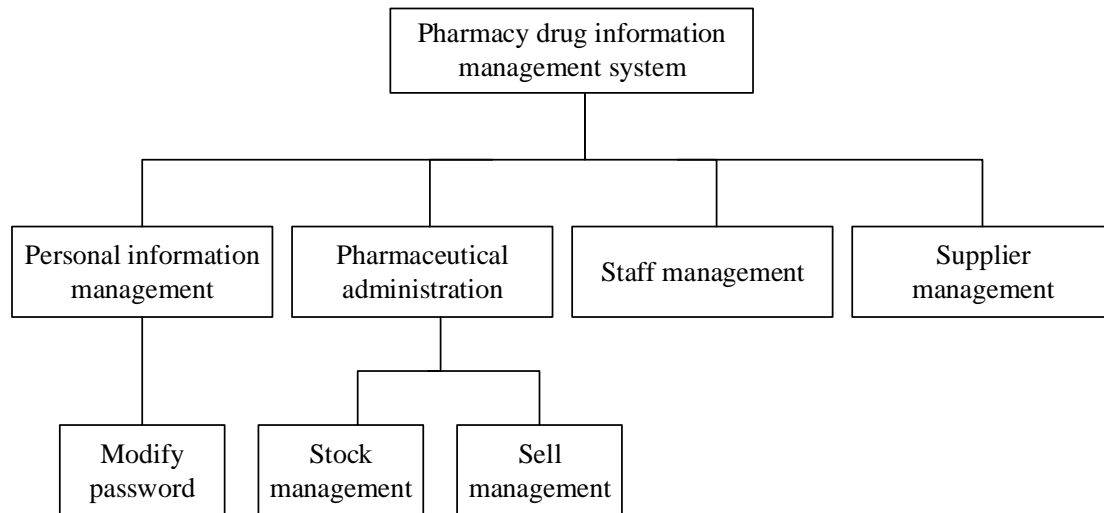 Pharmacy drug information
management system
Personal information
management
Pharmaceutical
administration
Staff management
Supplier
management
Modify
password
Stock
management
Sell
management